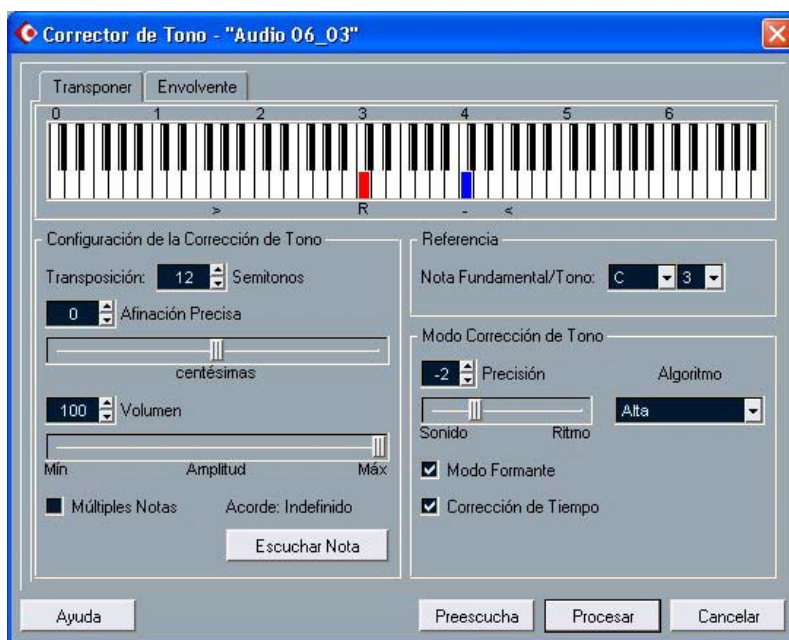 Corrector de Tono - "Audio 06_03"
Transponer Envolvente
0 1 2 3 4 5 6
> R - <
Configuración de la Corrección de Tono
Transposición: 12 Semitonos
0 Afinación Precisa
centésimas
100 Volumen
Mín Amplitud Máx
Múltiples Notas Acorde: Indefinido
Escuchar Nota
Referencia
Nota Fundamental/Tono: C 3
Modo Corrección de Tono
-2 Precisión Algoritmo
Alta
Sonido Ritmo
Modo Formante
Corrección de Tiempo
Ayuda Preescucha Procesar Cancelar